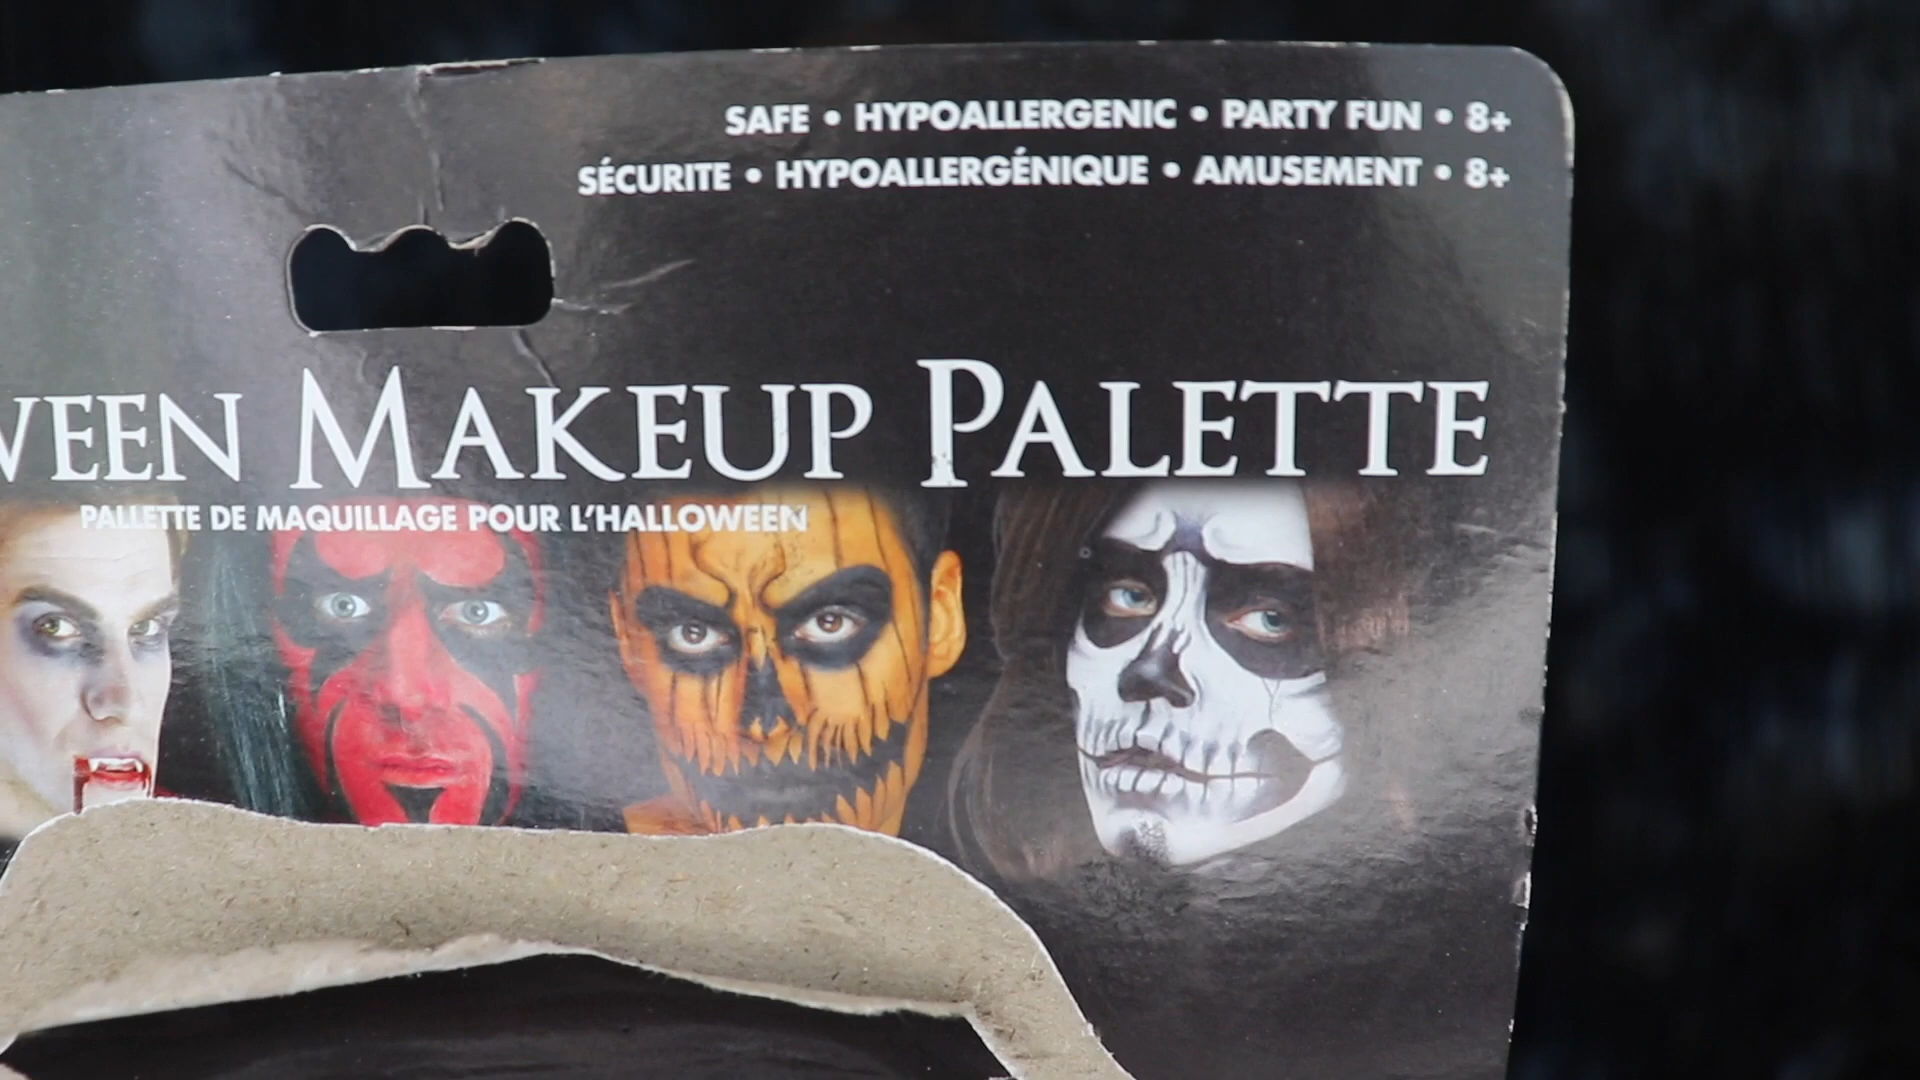 SAFE • HYPOALLERGENIC • PARTY FUN • 8+
SÉCURITE • HYPOALLERGÉNIQUE • AMUSEMENT • 8+
WEEN MAKEUP PALETTE
PALLETTE DE MAQUILLAGE POUR L'HALLOWEEN